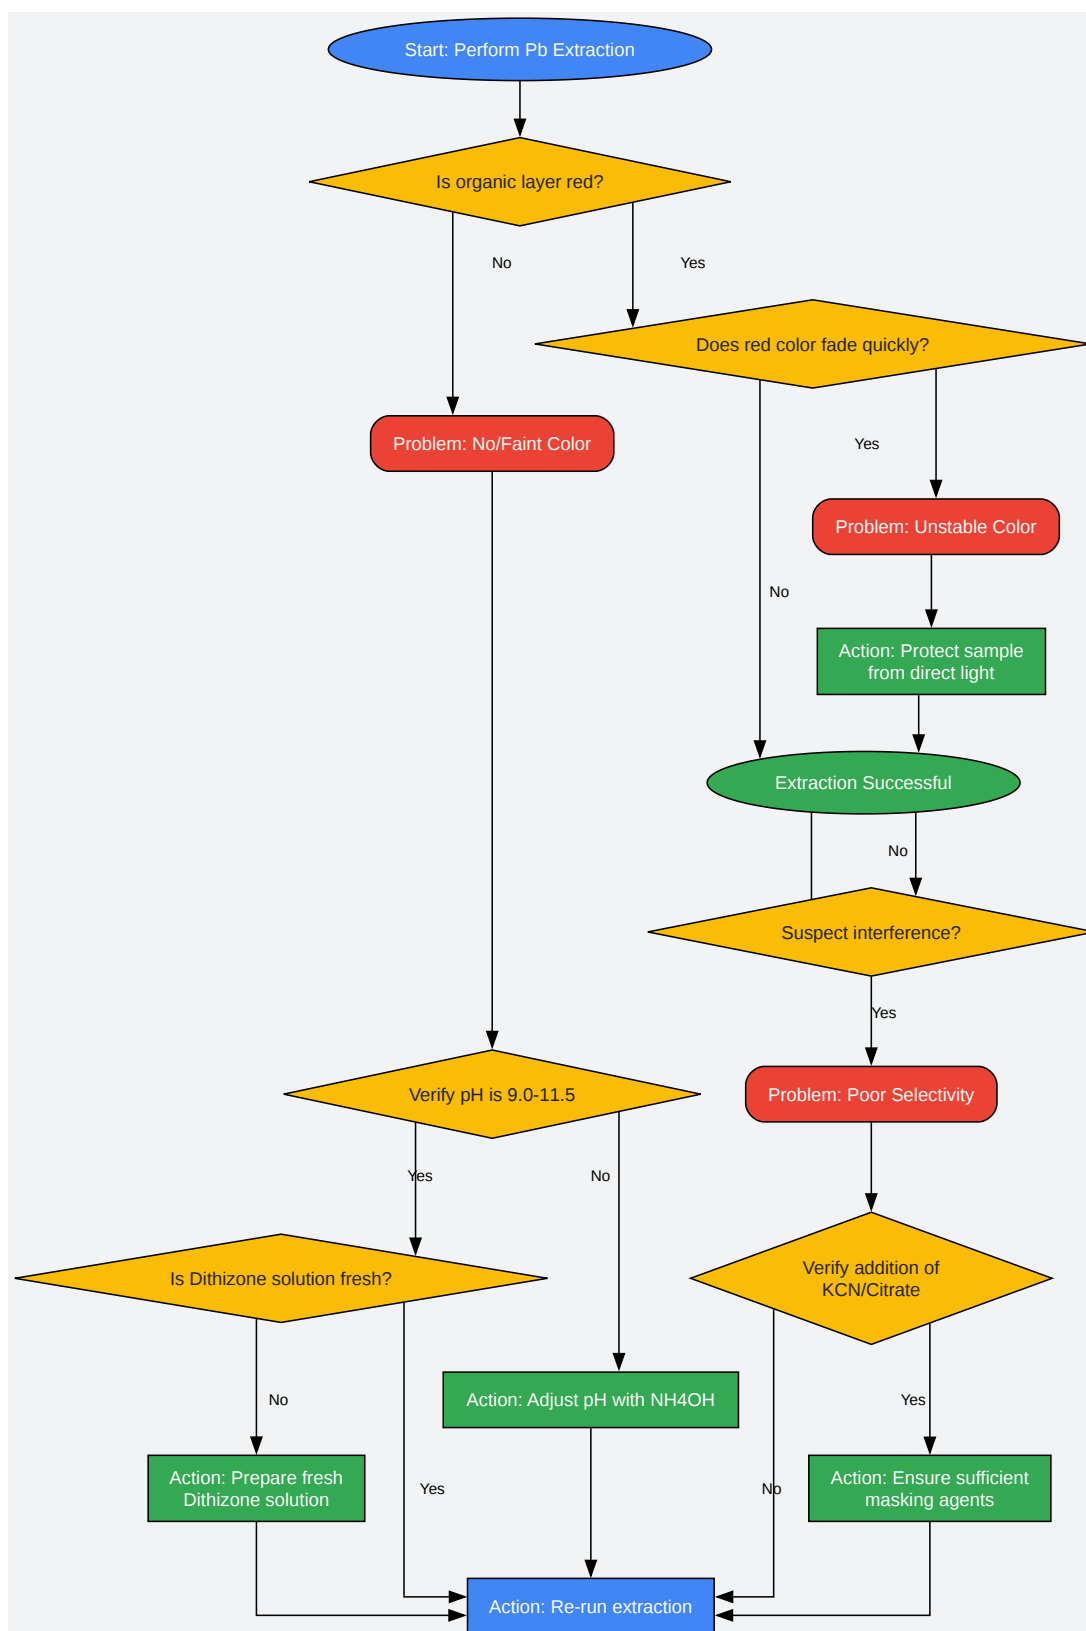 Start: Perform Pb Extraction
Is organic layer red?
No
Yes
Does red color fade quickly?
Problem: No/Faint Color
Yes
Problem: Unstable Color
No
Action: Protect sample
from direct light
Extraction Successful
No
Suspect interference?
Yes
Verify pH is 9.0-11.5
Problem: Poor Selectivity
Yes
No
Is Dithizone solution fresh?
Verify addition of
KCN/Citrate
No
Action: Adjust pH with NH4OH
Yes
Action: Prepare fresh
Dithizone solution
Yes
No
Action: Ensure sufficient
masking agents
Action: Re-run extraction